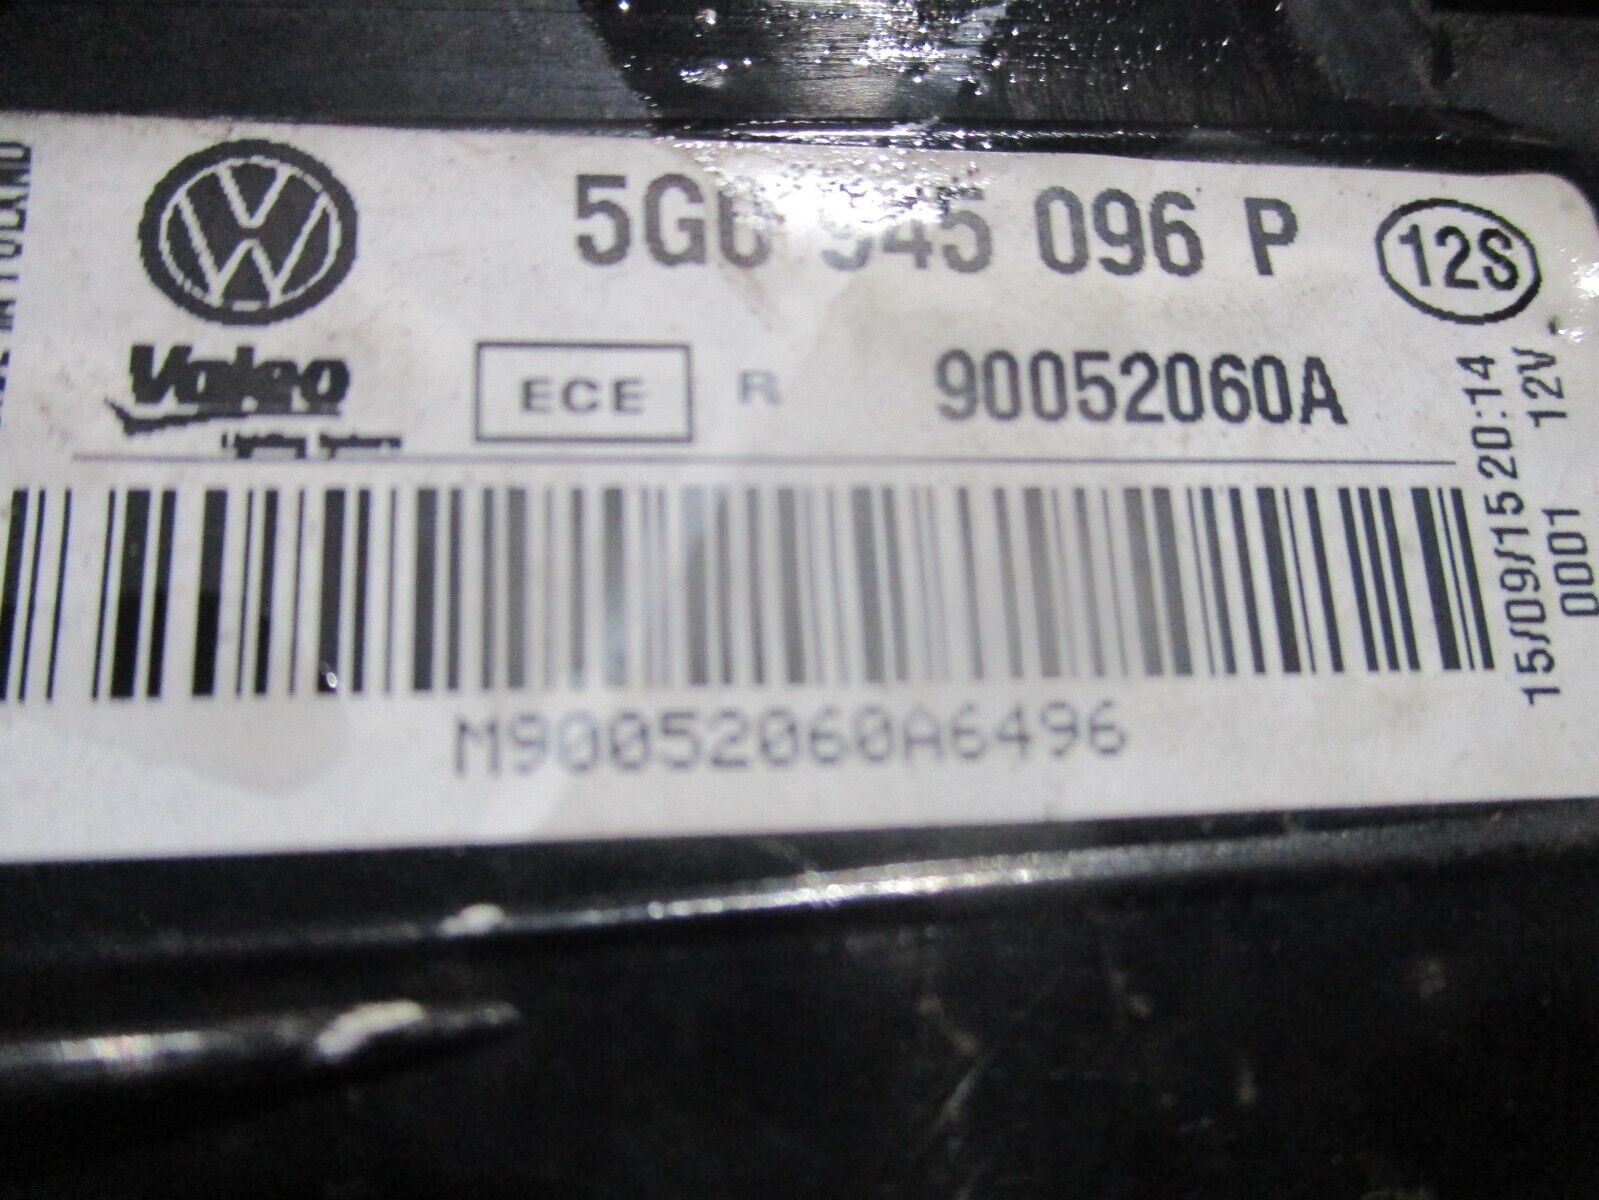 5G0 945 096 P 12S
Valeo
ECE R 90052060A
M90052060A6496
15/09/15 20:14
0001 12V